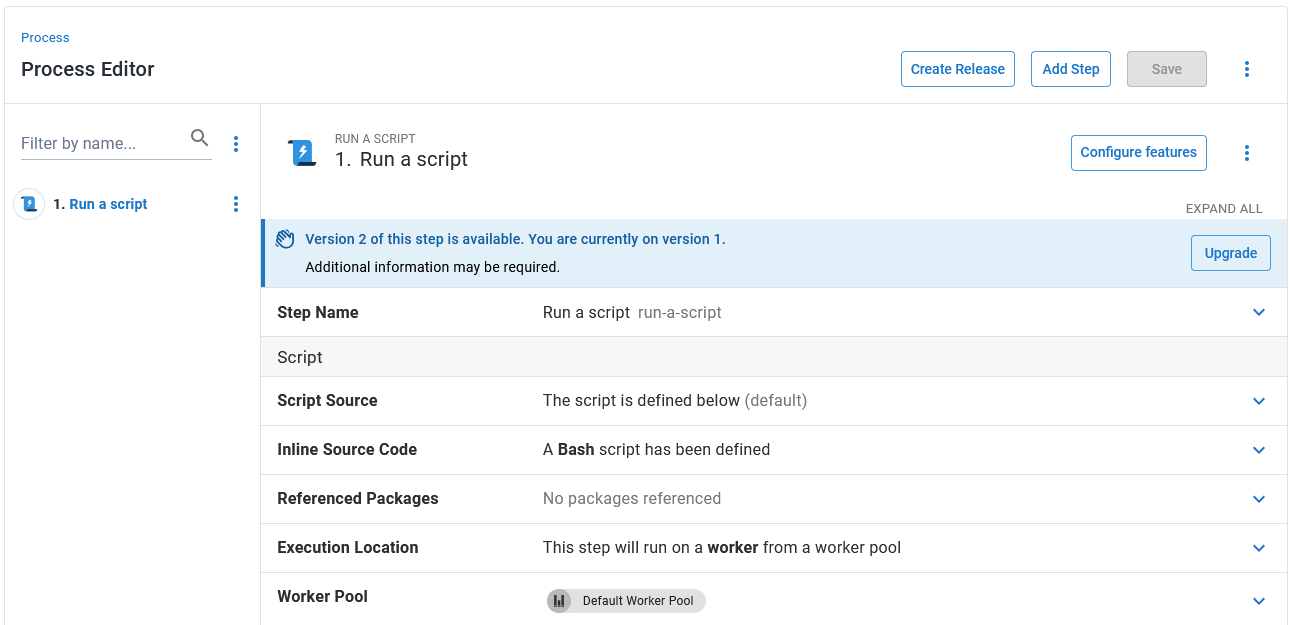 Process
Process Editor
Create Release
Add Step
Save
Filter by name...
1. Run a script
RUN A SCRIPT
1. Run a script
Configure features
EXPAND ALL
Version 2 of this step is available. You are currently on version 1.
Additional information may be required.
Upgrade
Step Name Run a script run-a-script
Script
Script Source The script is defined below (default)
Inline Source Code A Bash script has been defined
Referenced Packages No packages referenced
Execution Location This step will run on a worker from a worker pool
Worker Pool Default Worker Pool